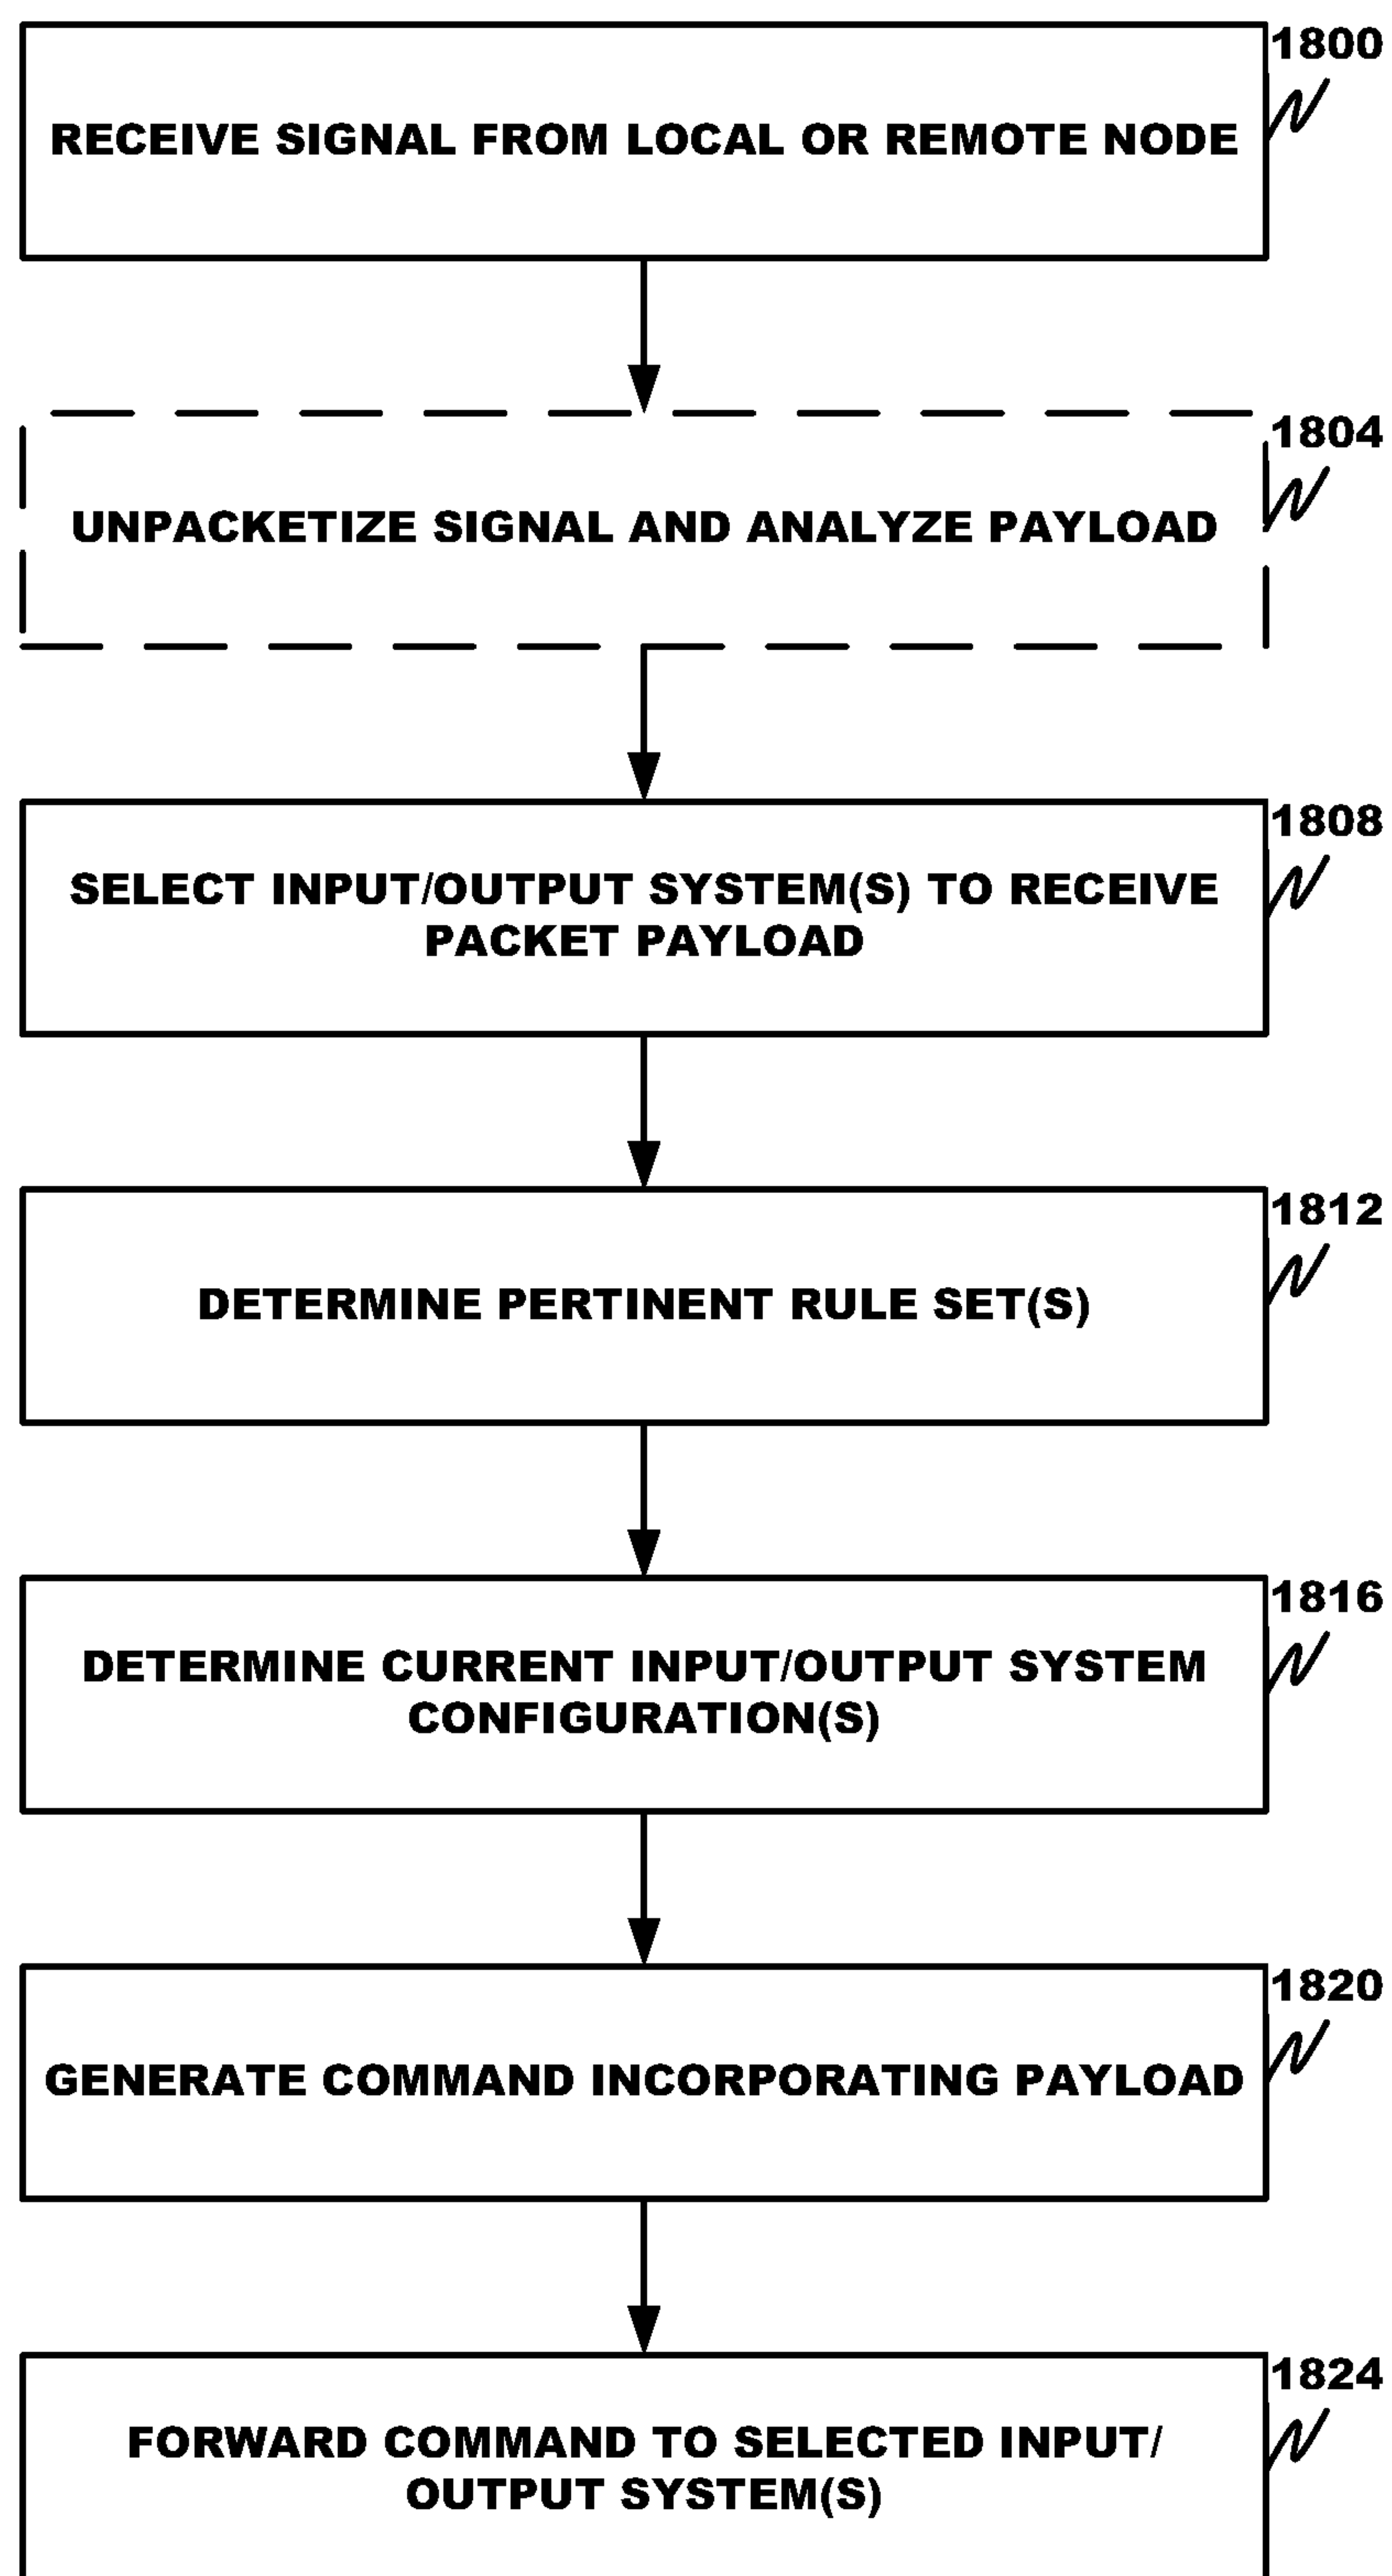 1800
RECEIVE SIGNAL FROM LOCAL OR REMOTE NODE
1804
UNPACKETIZE SIGNAL AND ANALYZE PAYLOAD
1808
SELECT INPUT/OUTPUT SYSTEM(S) TO RECEIVE
PACKET PAYLOAD
1812
DETERMINE PERTINENT RULE SET(S)
1816
DETERMINE CURRENT INPUT/OUTPUT SYSTEM
CONFIGURATION(S)
1820
GENERATE COMMAND INCORPORATING PAYLOAD
1824
FORWARD COMMAND TO SELECTED INPUT/
OUTPUT SYSTEM(S)